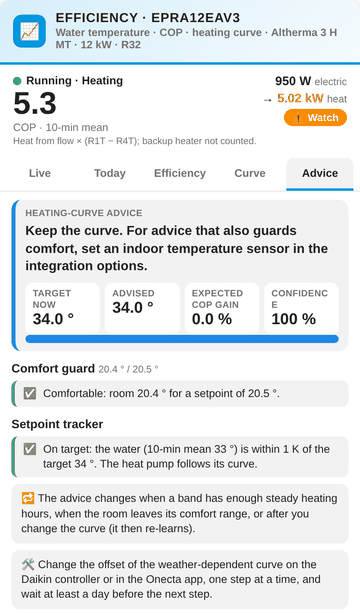 EFFICIENCY · EPRA12EAV3
Water temperature · COP · heating curve · Altherma 3 H
MT · 12 kW · R32
Running · Heating
5.3
COP · 10-min mean
950 W electric
→ 5.02 kW heat
! Watch
Heat from flow × (R1T − R4T); backup heater not counted.
Live Today Efficiency Curve Advice
HEATING-CURVE ADVICE
Keep the curve. For advice that also guards
comfort, set an indoor temperature sensor in the
integration options.
TARGET
NOW
34.0 °
ADVISED
34.0 °
EXPECTED
COP GAIN
0.0 %
CONFIDENC
E
100 %
Comfort guard 20.4 ° / 20.5 °
Comfortable: room 20.4 ° for a setpoint of 20.5 °.
Setpoint tracker
On target: the water (10-min mean 33 °) is within 1 K of the
target 34 °. The heat pump follows its curve.
The advice changes when a band has enough steady heating
hours, when the room leaves its comfort range, or after you
change the curve (it then re-learns).
Change the offset of the weather-dependent curve on the
Daikin controller or in the Onecta app, one step at a time, and
wait at least a day before the next step.